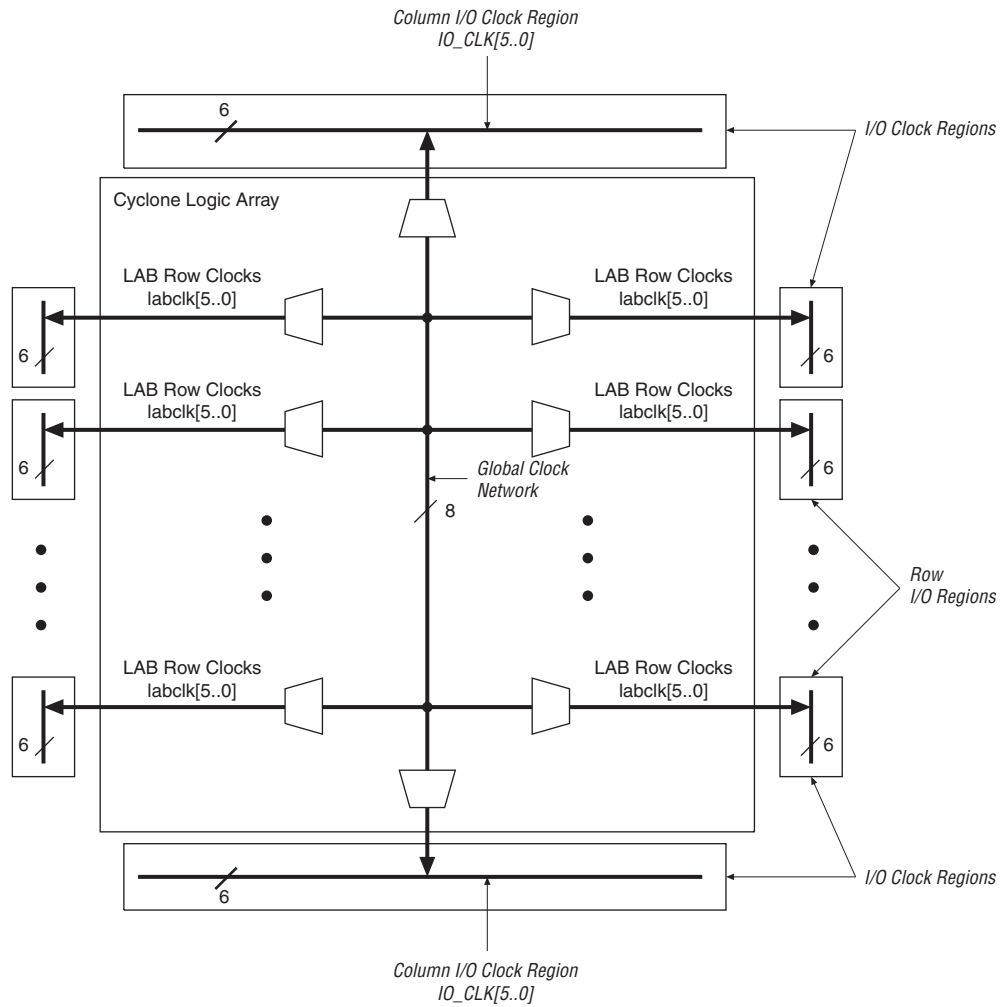 Column I/O Clock Region
IO_CLK[5..0]
6
I/O Clock Regions
Cyclone Logic Array
LAB Row Clocks
labclk[5..0]
LAB Row Clocks
labclk[5..0]
6
6
LAB Row Clocks
labclk[5..0]
LAB Row Clocks
labclk[5..0]
6
6
Global Clock
Network
8
Row
I/O Regions
LAB Row Clocks
labclk[5..0]
LAB Row Clocks
labclk[5..0]
6
6
6
I/O Clock Regions
Column I/O Clock Region
IO_CLK[5..0]